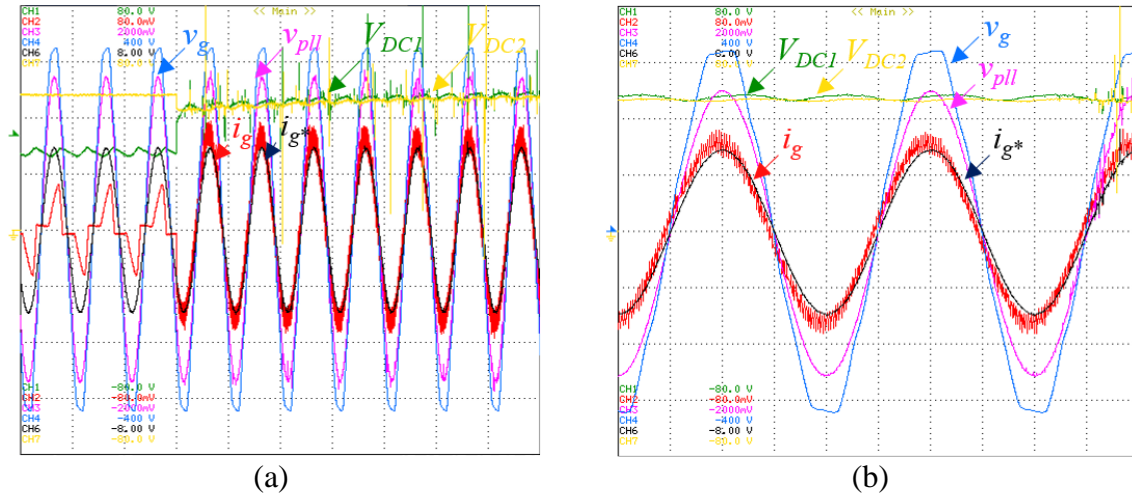 << Main >>
CH1 80.0 V
CH2 80.0mV
CH3 2000mV
CH4 400 V
CH6 8.00 V
v_g
v_pll
V_DC1
V_DC2
i_g
i_g*
CH1 -80.0 V
CH2 -80.0mV
CH3 -2000mV
CH4 -400 V
CH6 -8.00 V
CH7 -80.0 V
(a)
<< Main >>
CH1 80.0 V
CH2 80.0mV
CH3 2000mV
CH4 400 V
CH6 8.00 V
CH7 80.0 V
V_DC1
V_DC2
v_g
v_pll
i_g
i_g*
CH1 -80.0 V
CH2 -80.0mV
CH3 -2000mV
CH4 -400 V
CH6 -8.00 V
CH7 -80.0 V
(b)